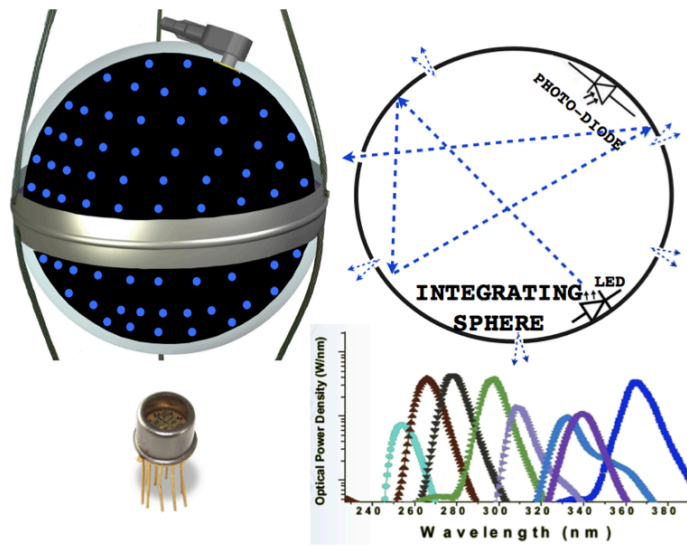 PHOTO-DIODE
LED
INTEGRATING
SPHERE
Optical Power Density (W/nm)
240 260 280 300 320 340 360 380
Wavelength (nm)